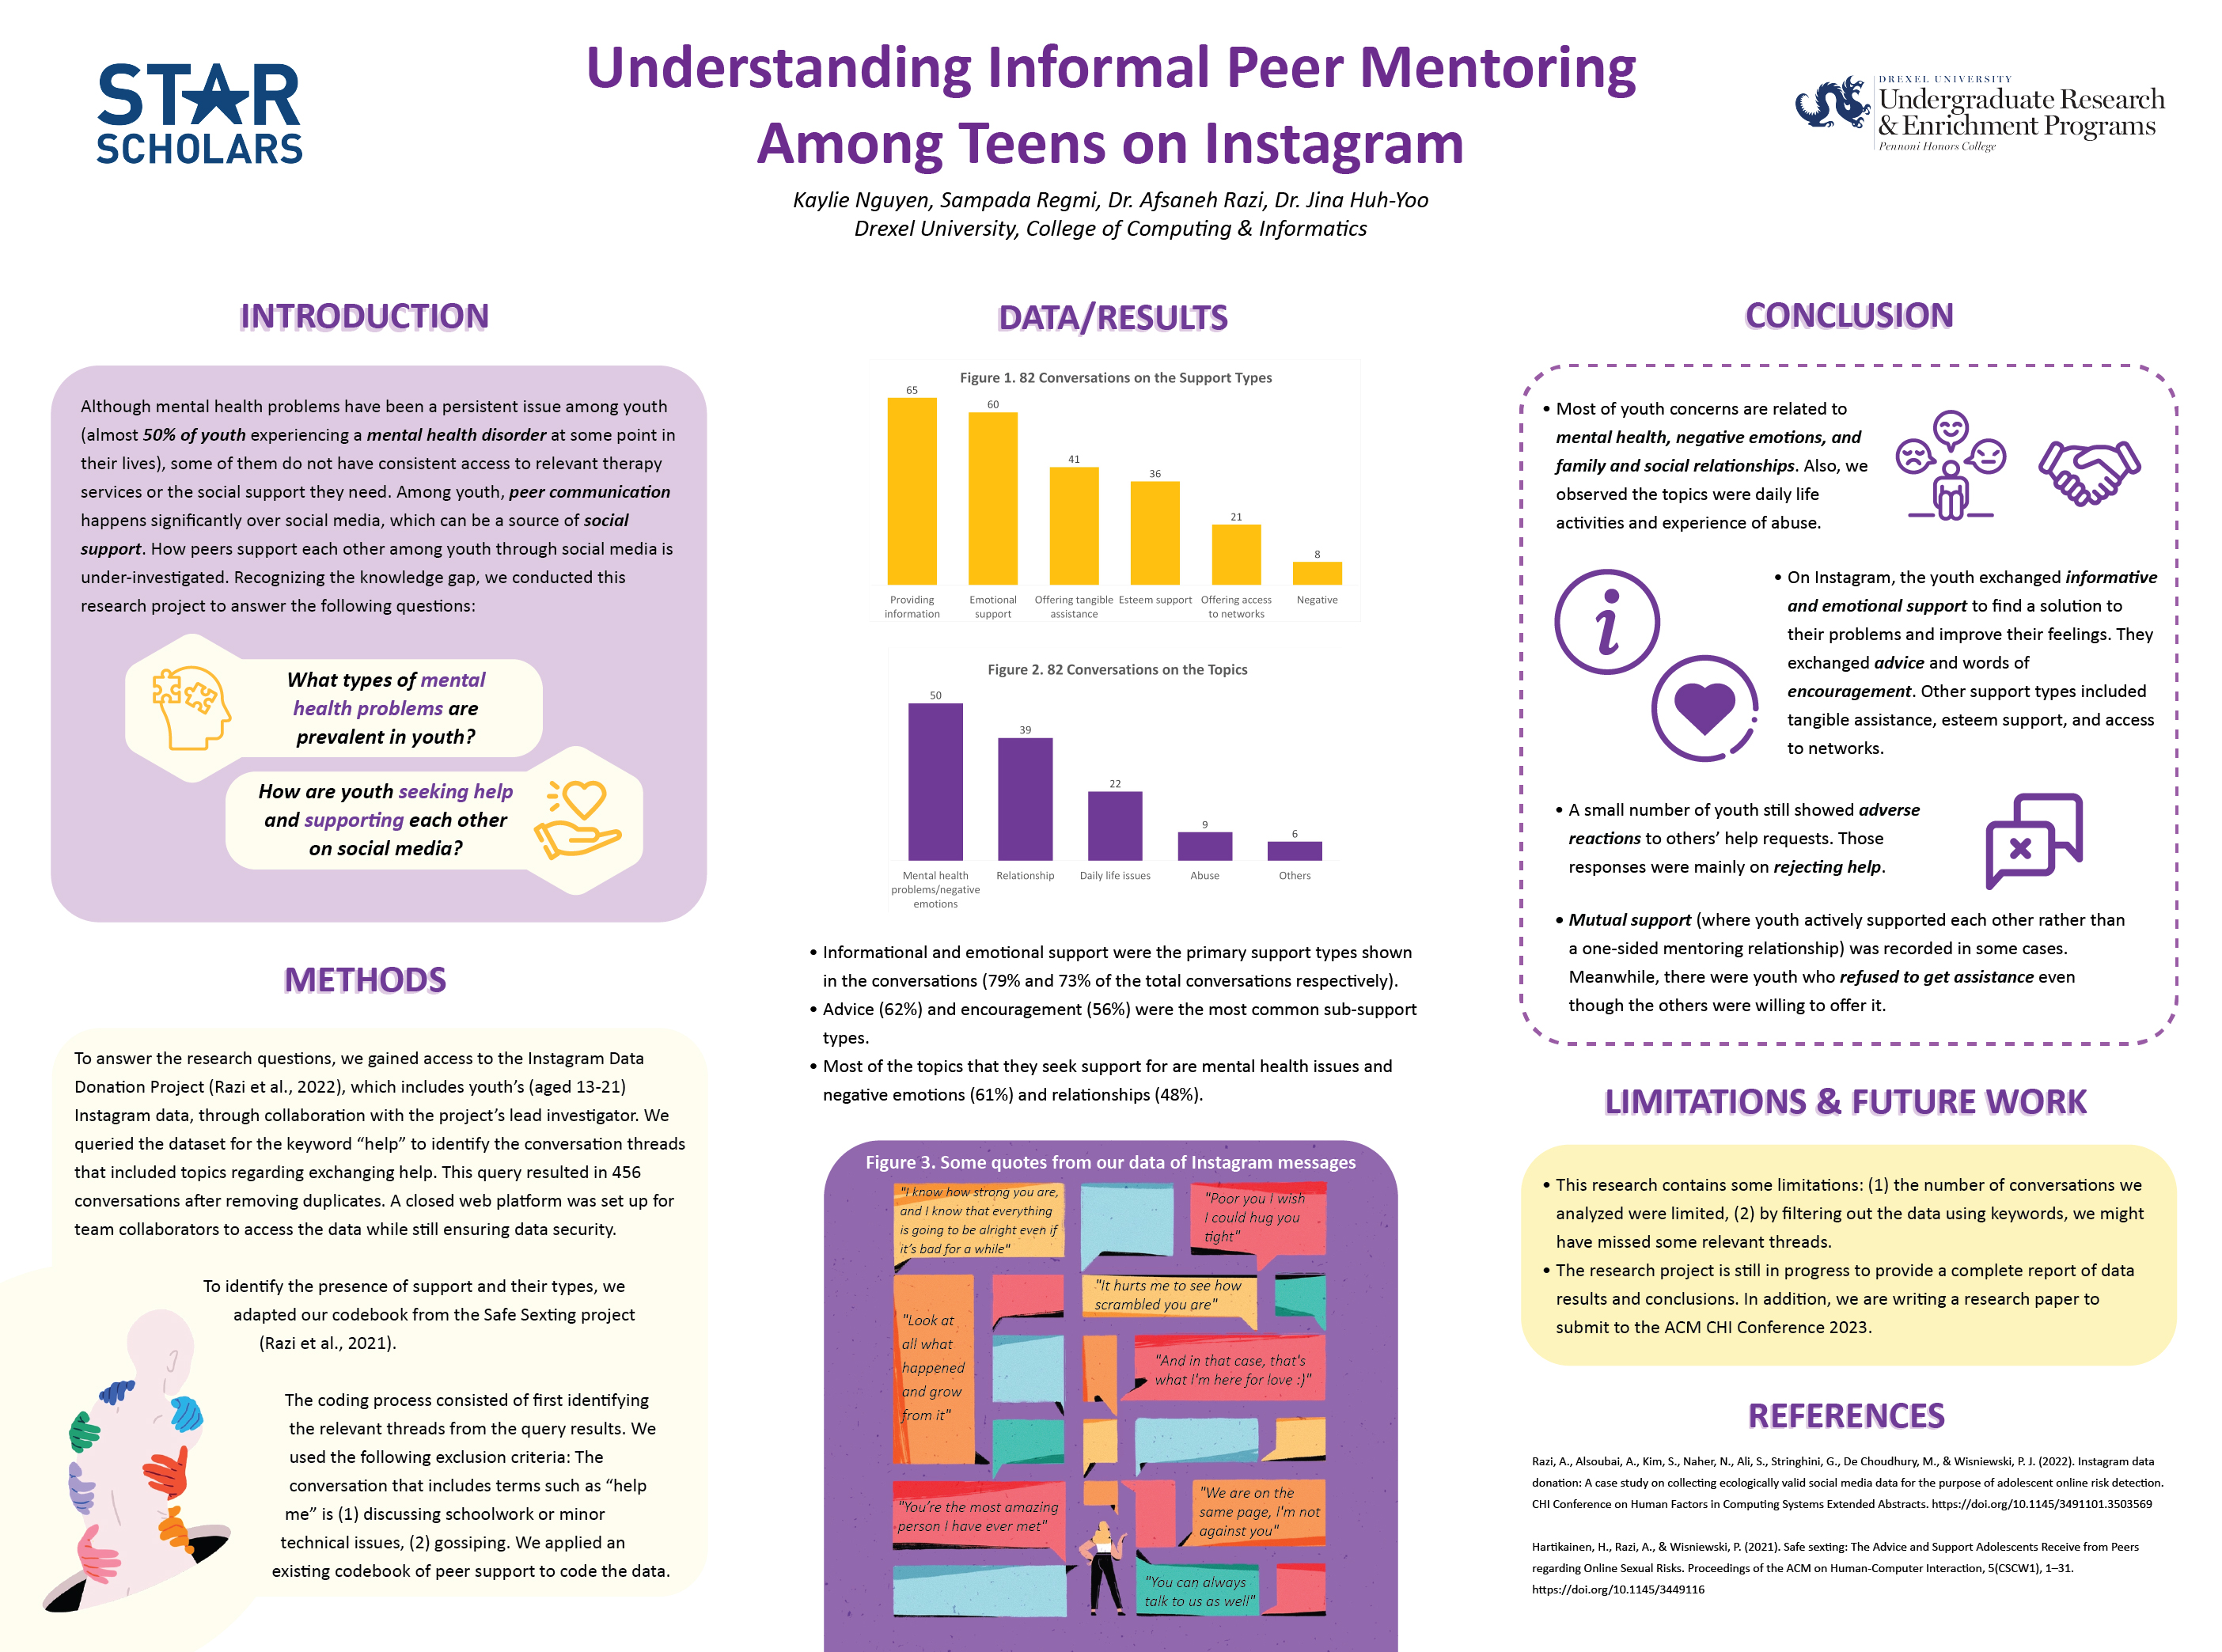 STAR
SCHOLARS
Understanding Informal Peer Mentoring
Among Teens on Instagram
Kaylie Nguyen, Sampada Regmi, Dr. Afsaneh Razi, Dr. Jina Huh-Yoo
Drexel University, College of Computing & Informatics
DREXEL UNIVERSITY
Undergraduate Research
& Enrichment Programs
Pennoni Honors College
INTRODUCTION
Although mental health problems have been a persistent issue among youth
(almost 50% of youth experiencing a mental health disorder at some point in
their lives), some of them do not have consistent access to relevant therapy
services or the social support they need. Among youth, peer communication
happens significantly over social media, which can be a source of social
support. How peers support each other among youth through social media is
under-investigated. Recognizing the knowledge gap, we conducted this
research project to answer the following questions:
What types of mental
health problems are
prevalent in youth?
How are youth seeking help
and supporting each other
on social media?
METHODS
To answer the research questions, we gained access to the Instagram Data
Donation Project (Razi et al., 2022), which includes youth's (aged 13-21)
Instagram data, through collaboration with the project's lead investigator. We
queried the dataset for the keyword “help” to identify the conversation threads
that included topics regarding exchanging help. This query resulted in 456
conversations after removing duplicates. A closed web platform was set up for
team collaborators to access the data while still ensuring data security.
To identify the presence of support and their types, we
adapted our codebook from the Safe Sexting project
(Razi et al., 2021).
The coding process consisted of first identifying
the relevant threads from the query results. We
used the following exclusion criteria: The
conversation that includes terms such as “help
me” is (1) discussing schoolwork or minor
technical issues, (2) gossiping. We applied an
existing codebook of peer support to code the data.
DATA/RESULTS
Figure 1. 82 Conversations on the Support Types
65
60
41
36
21
8
Providing
information
Emotional
support
Offering tangible
assistance
Esteem support
Offering access
to networks
Negative
Figure 2. 82 Conversations on the Topics
50
39
22
9
6
Mental health
problems/negative
emotions
Relationship
Daily life issues
Abuse
Others
• Informational and emotional support were the primary support types shown
in the conversations (79% and 73% of the total conversations respectively).
• Advice (62%) and encouragement (56%) were the most common sub-support
types.
• Most of the topics that they seek support for are mental health issues and
negative emotions (61%) and relationships (48%).
Figure 3. Some quotes from our data of Instagram messages
"I know how strong you are,
and I know that everything
is going to be alright even if
it's bad for a while"
"Poor you I wish
I could hug you
tight"
"It hurts me to see how
scrambled you are"
"Look at
all what
happened
and grow
from it"
"And in that case, that's
what I'm here for love :)"
"You're the most amazing
person I have ever met"
"We are on the
same page, I'm not
against you"
"You can always
talk to us as well"
CONCLUSION
• Most of youth concerns are related to
mental health, negative emotions, and
family and social relationships. Also, we
observed the topics were daily life
activities and experience of abuse.
i
• On Instagram, the youth exchanged informative
and emotional support to find a solution to
their problems and improve their feelings. They
exchanged advice and words of
encouragement. Other support types included
tangible assistance, esteem support, and access
to networks.
• A small number of youth still showed adverse
reactions to others' help requests. Those
responses were mainly on rejecting help.
• Mutual support (where youth actively supported each other rather than
a one-sided mentoring relationship) was recorded in some cases.
Meanwhile, there were youth who refused to get assistance even
though the others were willing to offer it.
LIMITATIONS & FUTURE WORK
• This research contains some limitations: (1) the number of conversations we
analyzed were limited, (2) by filtering out the data using keywords, we might
have missed some relevant threads.
• The research project is still in progress to provide a complete report of data
results and conclusions. In addition, we are writing a research paper to
submit to the ACM CHI Conference 2023.
REFERENCES
Razi, A., Alsoubai, A., Kim, S., Naher, N., Ali, S., Stringhini, G., De Choudhury, M., & Wisniewski, P. J. (2022). Instagram data
donation: A case study on collecting ecologically valid social media data for the purpose of adolescent online risk detection.
CHI Conference on Human Factors in Computing Systems Extended Abstracts. https://doi.org/10.1145/3491101.3503569
Hartikainen, H., Razi, A., & Wisniewski, P. (2021). Safe sexting: The Advice and Support Adolescents Receive from Peers
regarding Online Sexual Risks. Proceedings of the ACM on Human-Computer Interaction, 5(CSCW1), 1–31.
https://doi.org/10.1145/3449116